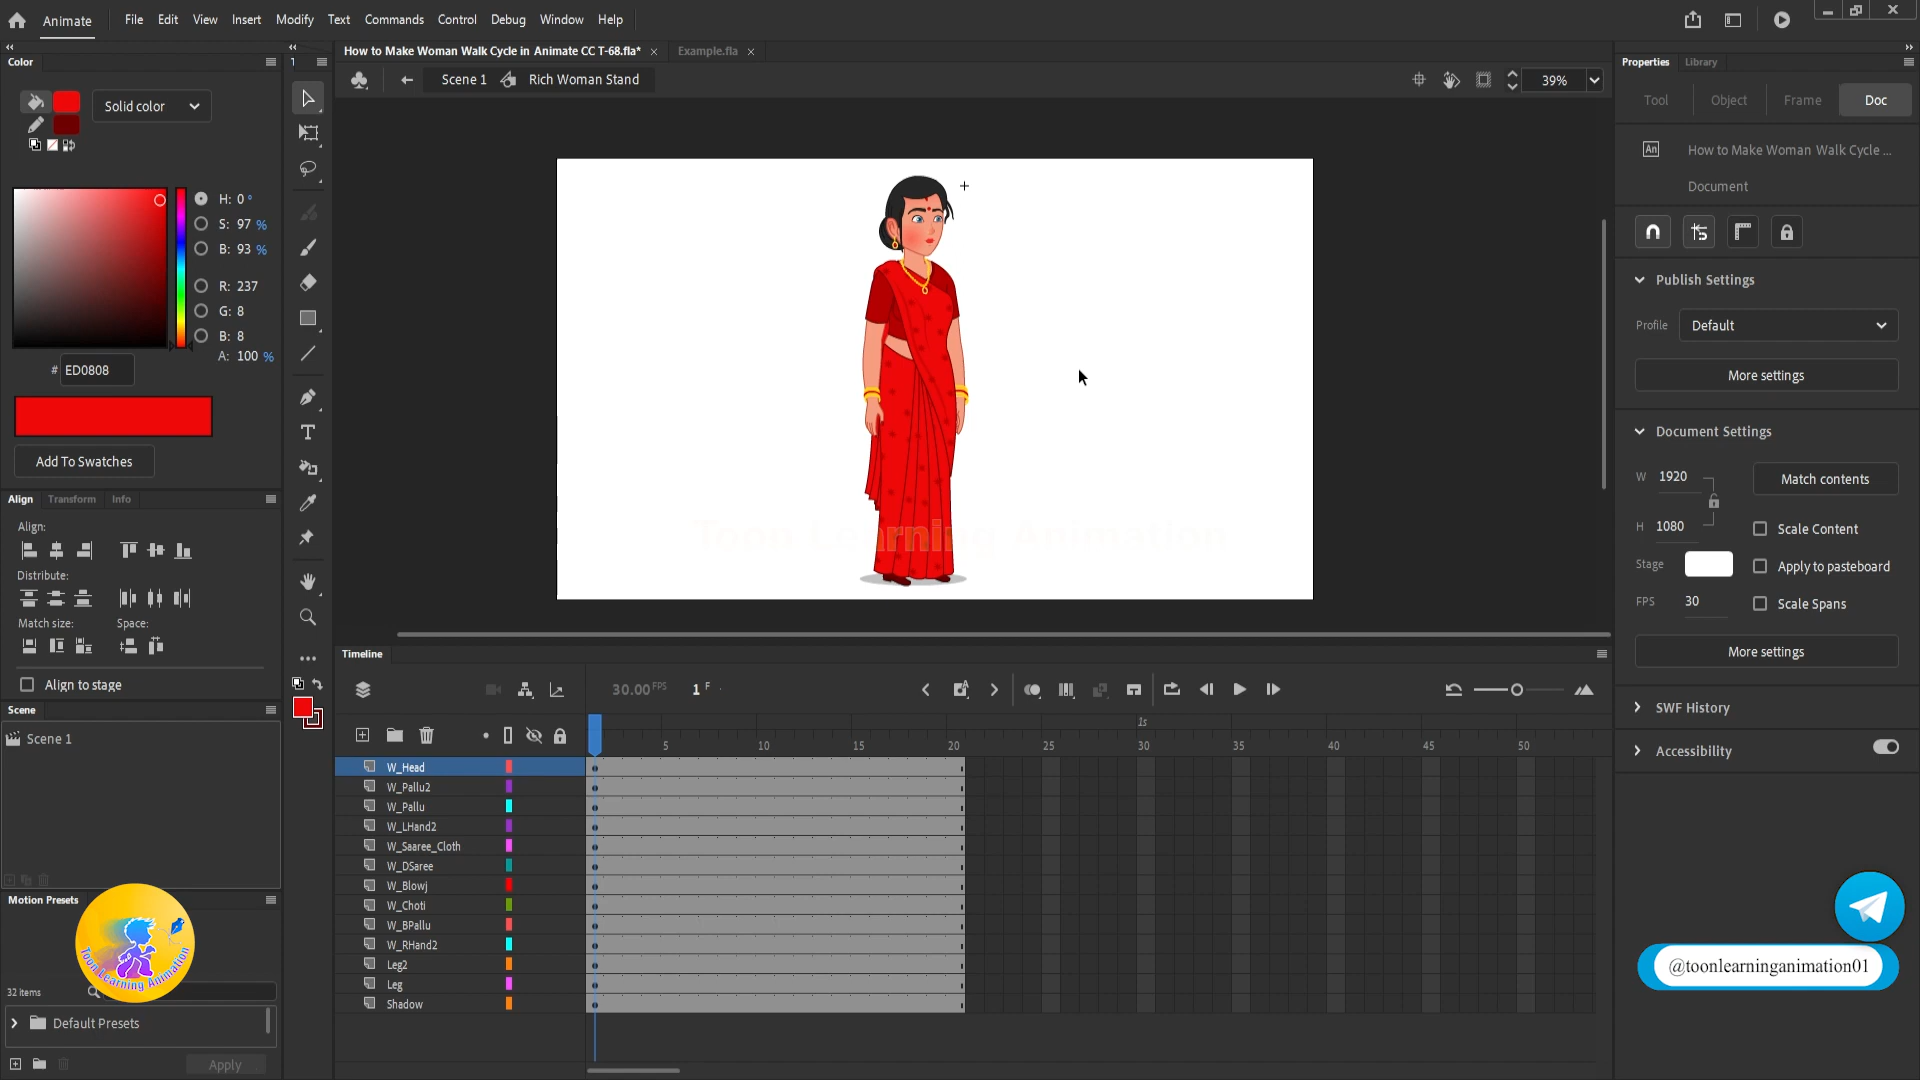 Animate
File Edit View Insert Modify Text Commands Control Debug Window Help
Color
How to Make Woman Walk Cycle in Animate CC T-68.fla*
Example.fla
Properties Library
Scene 1
Rich Woman Stand
39%
Tool Object Frame Doc
Solid color
How to Make Woman Walk Cycle ...
Document
H: 0 °
S: 97 %
B: 93 %
R: 237
G: 8
B: 8
A: 100 %
# ED0808
Add To Swatches
Publish Settings
Profile Default
More settings
Document Settings
W 1920
Match contents
H 1080
Scale Content
Stage
Apply to pasteboard
FPS 30
Scale Spans
More settings
SWF History
Accessibility
Align Transform Info
Align:
Distribute:
Match size: Space:
Align to stage
Scene
Scene 1
Motion Presets
32 items
Default Presets
Apply
Toon Learning Animation
Toon Learning Animation
Timeline
30.00 FPS 1 F
1s
5 10 15 20 25 30 35 40 45 50
W_Head
W_Pallu2
W_Pallu
W_LHand2
W_Saaree_Cloth
W_DSaree
W_Blowj
W_Choti
W_BPallu
W_RHand2
Leg2
Leg
Shadow
@toonlearninganimation01